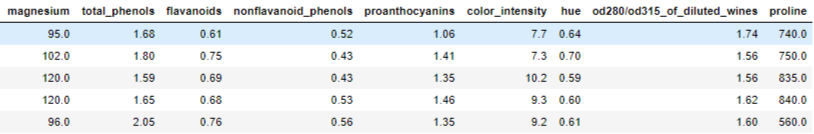 magnesium total_phenols flavanoids nonflavanoid_phenols proanthocyanins color_intensity hue od280/od315_of_diluted_wines proline
95.0 1.68 0.61 0.52 1.06 7.7 0.64 1.74 740.0
102.0 1.80 0.75 0.43 1.41 7.3 0.70 1.56 750.0
120.0 1.59 0.69 0.43 1.35 10.2 0.59 1.56 835.0
120.0 1.65 0.68 0.53 1.46 9.3 0.60 1.62 840.0
96.0 2.05 0.76 0.56 1.35 9.2 0.61 1.60 560.0